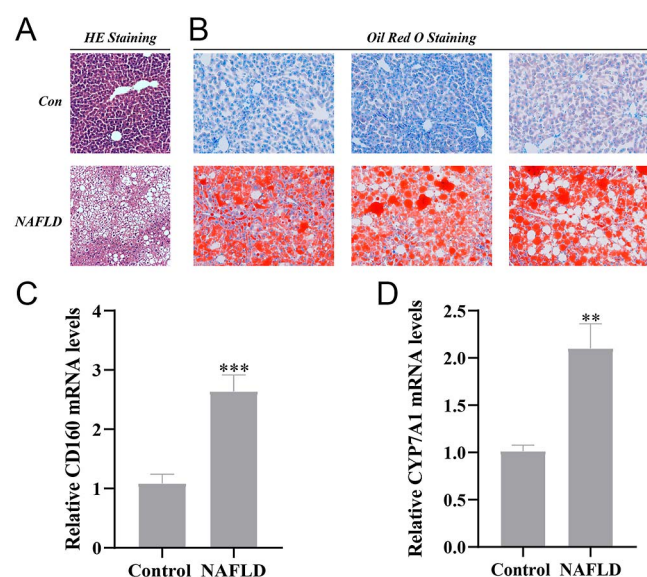 A
HE Staining
B
Oil Red O Staining
Con
NAFLD
C
Relative CD160 mRNA levels
4
3
2
1
0
***
Control NAFLD
D
Relative CYP7A1 mRNA levels
2.5
2.0
1.5
1.0
0.5
0.0
**
Control NAFLD